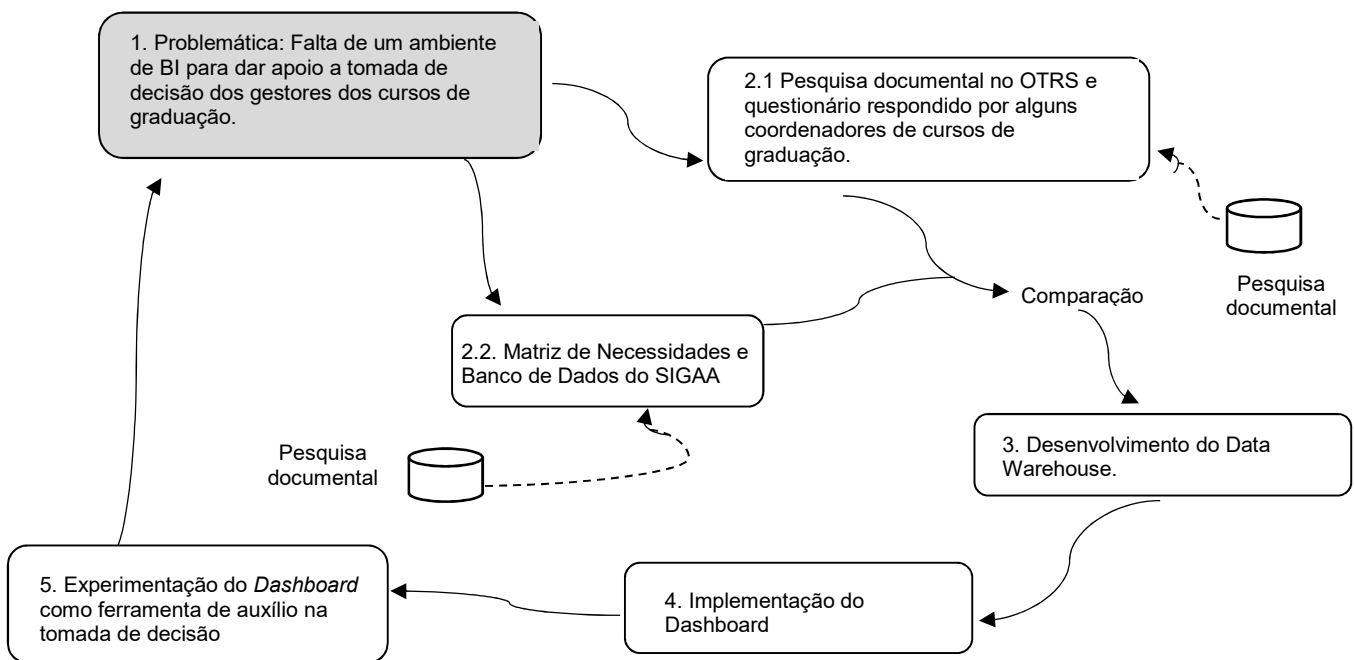 1. Problemática: Falta de um ambiente
de BI para dar apoio a tomada de
decisão dos gestores dos cursos de
graduação.
2.1 Pesquisa documental no OTRS e
questionário respondido por alguns
coordenadores de cursos de
graduação.
Pesquisa
documental
Comparação
2.2. Matriz de Necessidades e
Banco de Dados do SIGAA
Pesquisa
documental
3. Desenvolvimento do Data
Warehouse.
4. Implementação do
Dashboard
5. Experimentação do Dashboard
como ferramenta de auxílio na
tomada de decisão